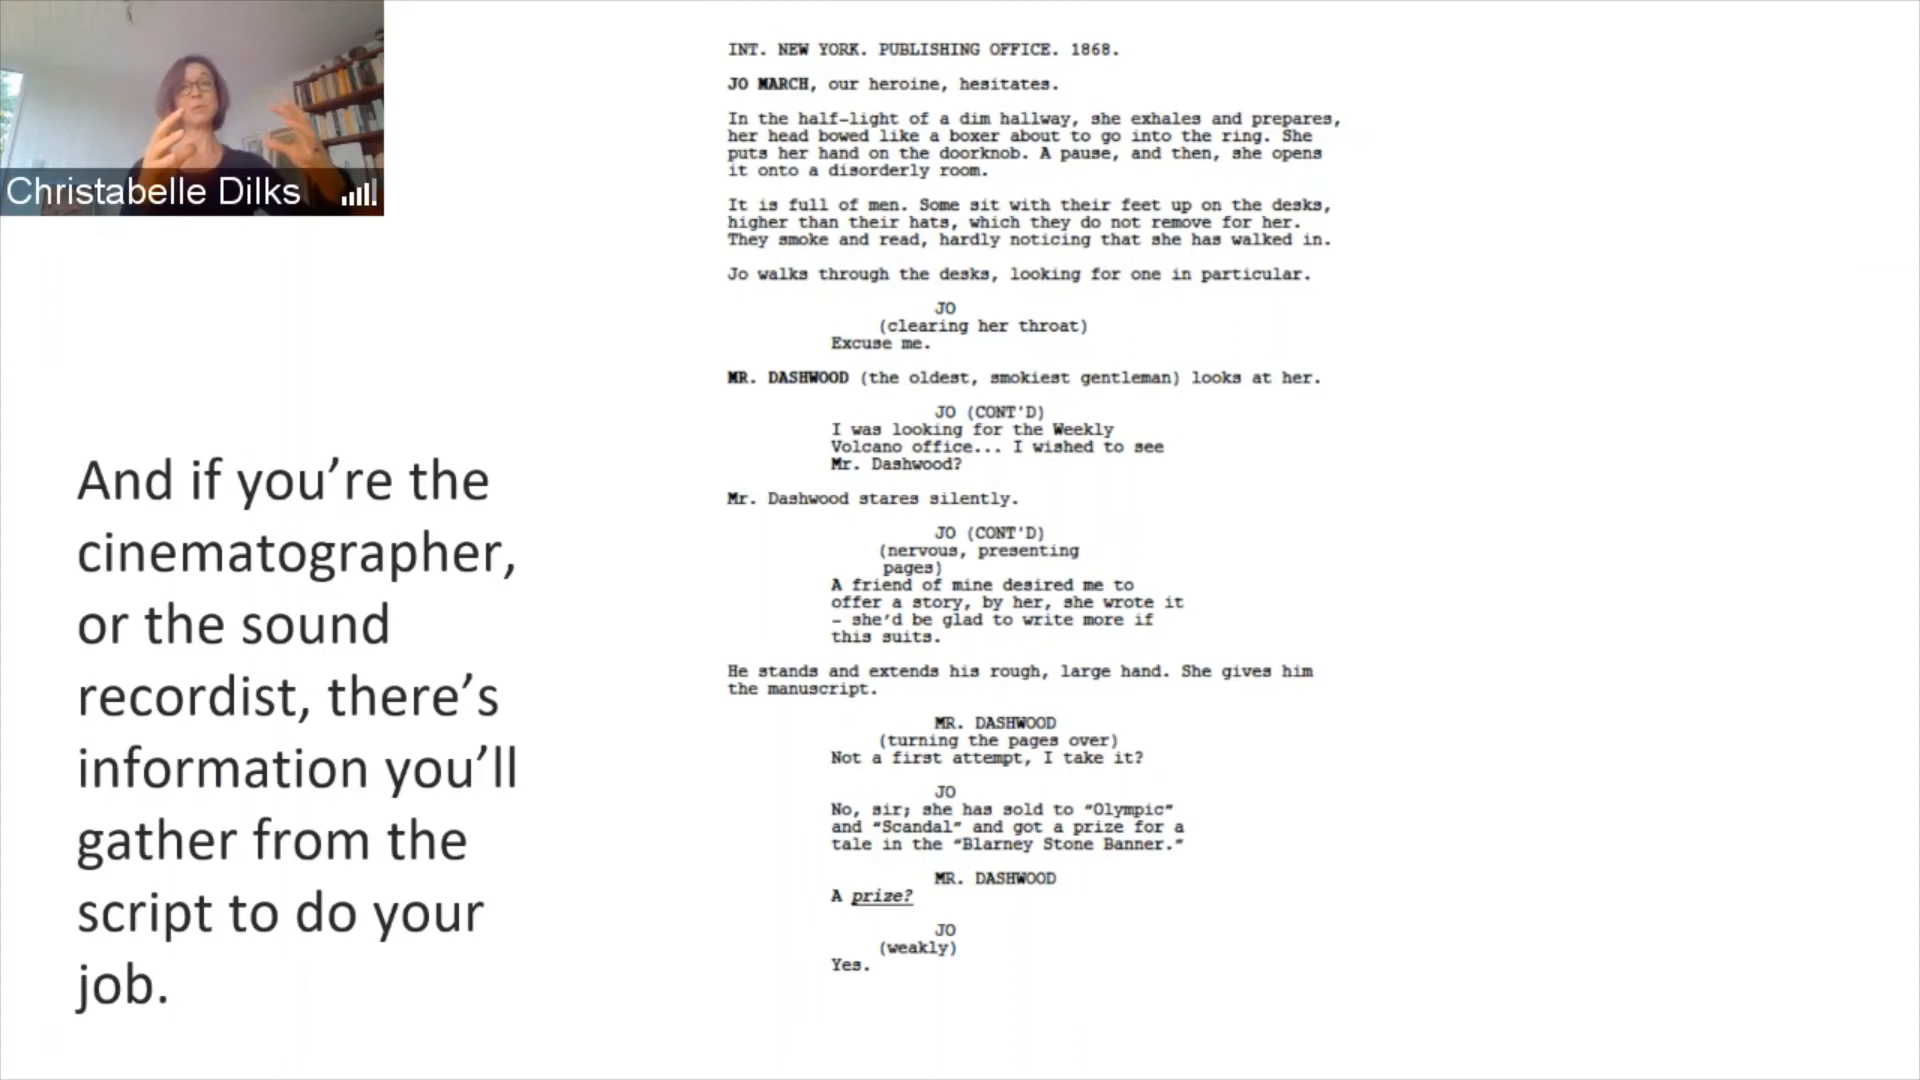 Christabelle Dilks
And if you’re the
cinematographer,
or the sound
recordist, there’s
information you’ll
gather from the
script to do your
job.
INT. NEW YORK. PUBLISHING OFFICE. 1868.
JO MARCH, our heroine, hesitates.
In the half-light of a dim hallway, she exhales and prepares,
her head bowed like a boxer about to go into the ring. She
puts her hand on the doorknob. A pause, and then, she opens
it onto a disorderly room.
It is full of men. Some sit with their feet up on the desks,
higher than their hats, which they do not remove for her.
They smoke and read, hardly noticing that she has walked in.
Jo walks through the desks, looking for one in particular.
JO
(clearing her throat)
Excuse me.
MR. DASHWOOD (the oldest, smokiest gentleman) looks at her.
JO (CONT'D)
I was looking for the Weekly
Volcano office... I wished to see
Mr. Dashwood?
Mr. Dashwood stares silently.
JO (CONT'D)
(nervous, presenting
pages)
A friend of mine desired me to
offer a story, by her, she wrote it
- she’d be glad to write more if
this suits.
He stands and extends his rough, large hand. She gives him
the manuscript.
MR. DASHWOOD
(turning the pages over)
Not a first attempt, I take it?
JO
No, sir; she has sold to “Olympic”
and “Scandal” and got a prize for a
tale in the “Blarney Stone Banner.”
MR. DASHWOOD
A prize?
JO
(weakly)
Yes.